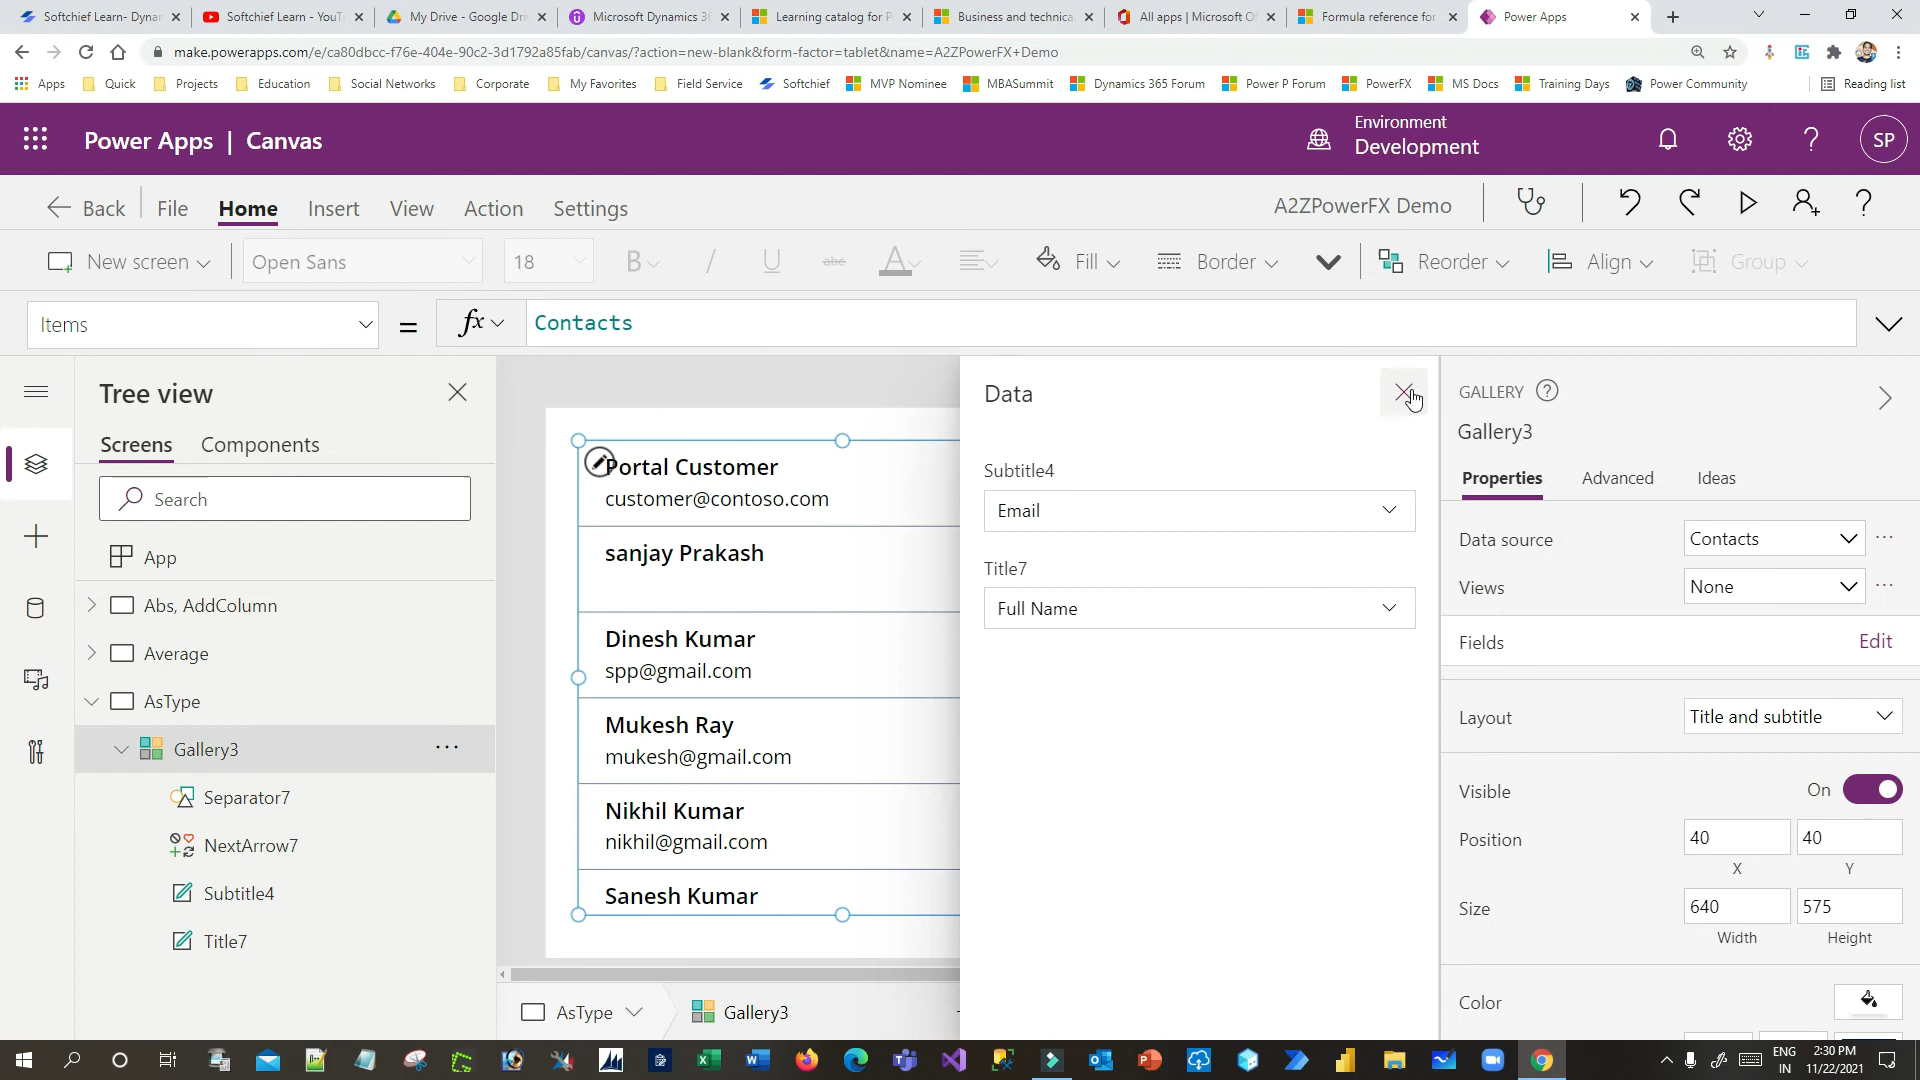 Softchief Learn- Dynar
Softchief Learn - YouT
My Drive - Google Dri
Microsoft Dynamics 3
Learning catalog for P
Business and technica
All apps | Microsoft Of
Formula reference for
Power Apps
make.powerapps.com/e/ca80dbcc-f76e-404e-90c2-3d1792a85fab/canvas/?action=new-blank&form-factor=tablet&name=A2ZPowerFX+Demo
Apps
Quick
Projects
Education
Social Networks
Corporate
My Favorites
Field Service
Softchief
MVP Nominee
MBASummit
Dynamics 365 Forum
Power P Forum
PowerFX
MS Docs
Training Days
Power Community
Reading list
Power Apps | Canvas
Environment
Development
SP
Back
File
Home
Insert
View
Action
Settings
A2ZPowerFX Demo
New screen
Open Sans
18
B
/
U
abc
A
Fill
Border
Reorder
Align
Group
Items
=
fx
Contacts
Tree view
Screens
Components
Search
App
Abs, AddColumn
Average
AsType
Gallery3
Separator7
NextArrow7
Subtitle4
Title7
Portal Customer
customer@contoso.com
sanjay Prakash
Dinesh Kumar
spp@gmail.com
Mukesh Ray
mukesh@gmail.com
Nikhil Kumar
nikhil@gmail.com
Sanesh Kumar
AsType
Gallery3
Data
Subtitle4
Email
Title7
Full Name
GALLERY
Gallery3
Properties
Advanced
Ideas
Data source
Contacts
Views
None
Fields
Edit
Layout
Title and subtitle
Visible
On
Position
40
40
X
Y
Size
640
575
Width
Height
Color
ENG
IN
2:30 PM
11/22/2021